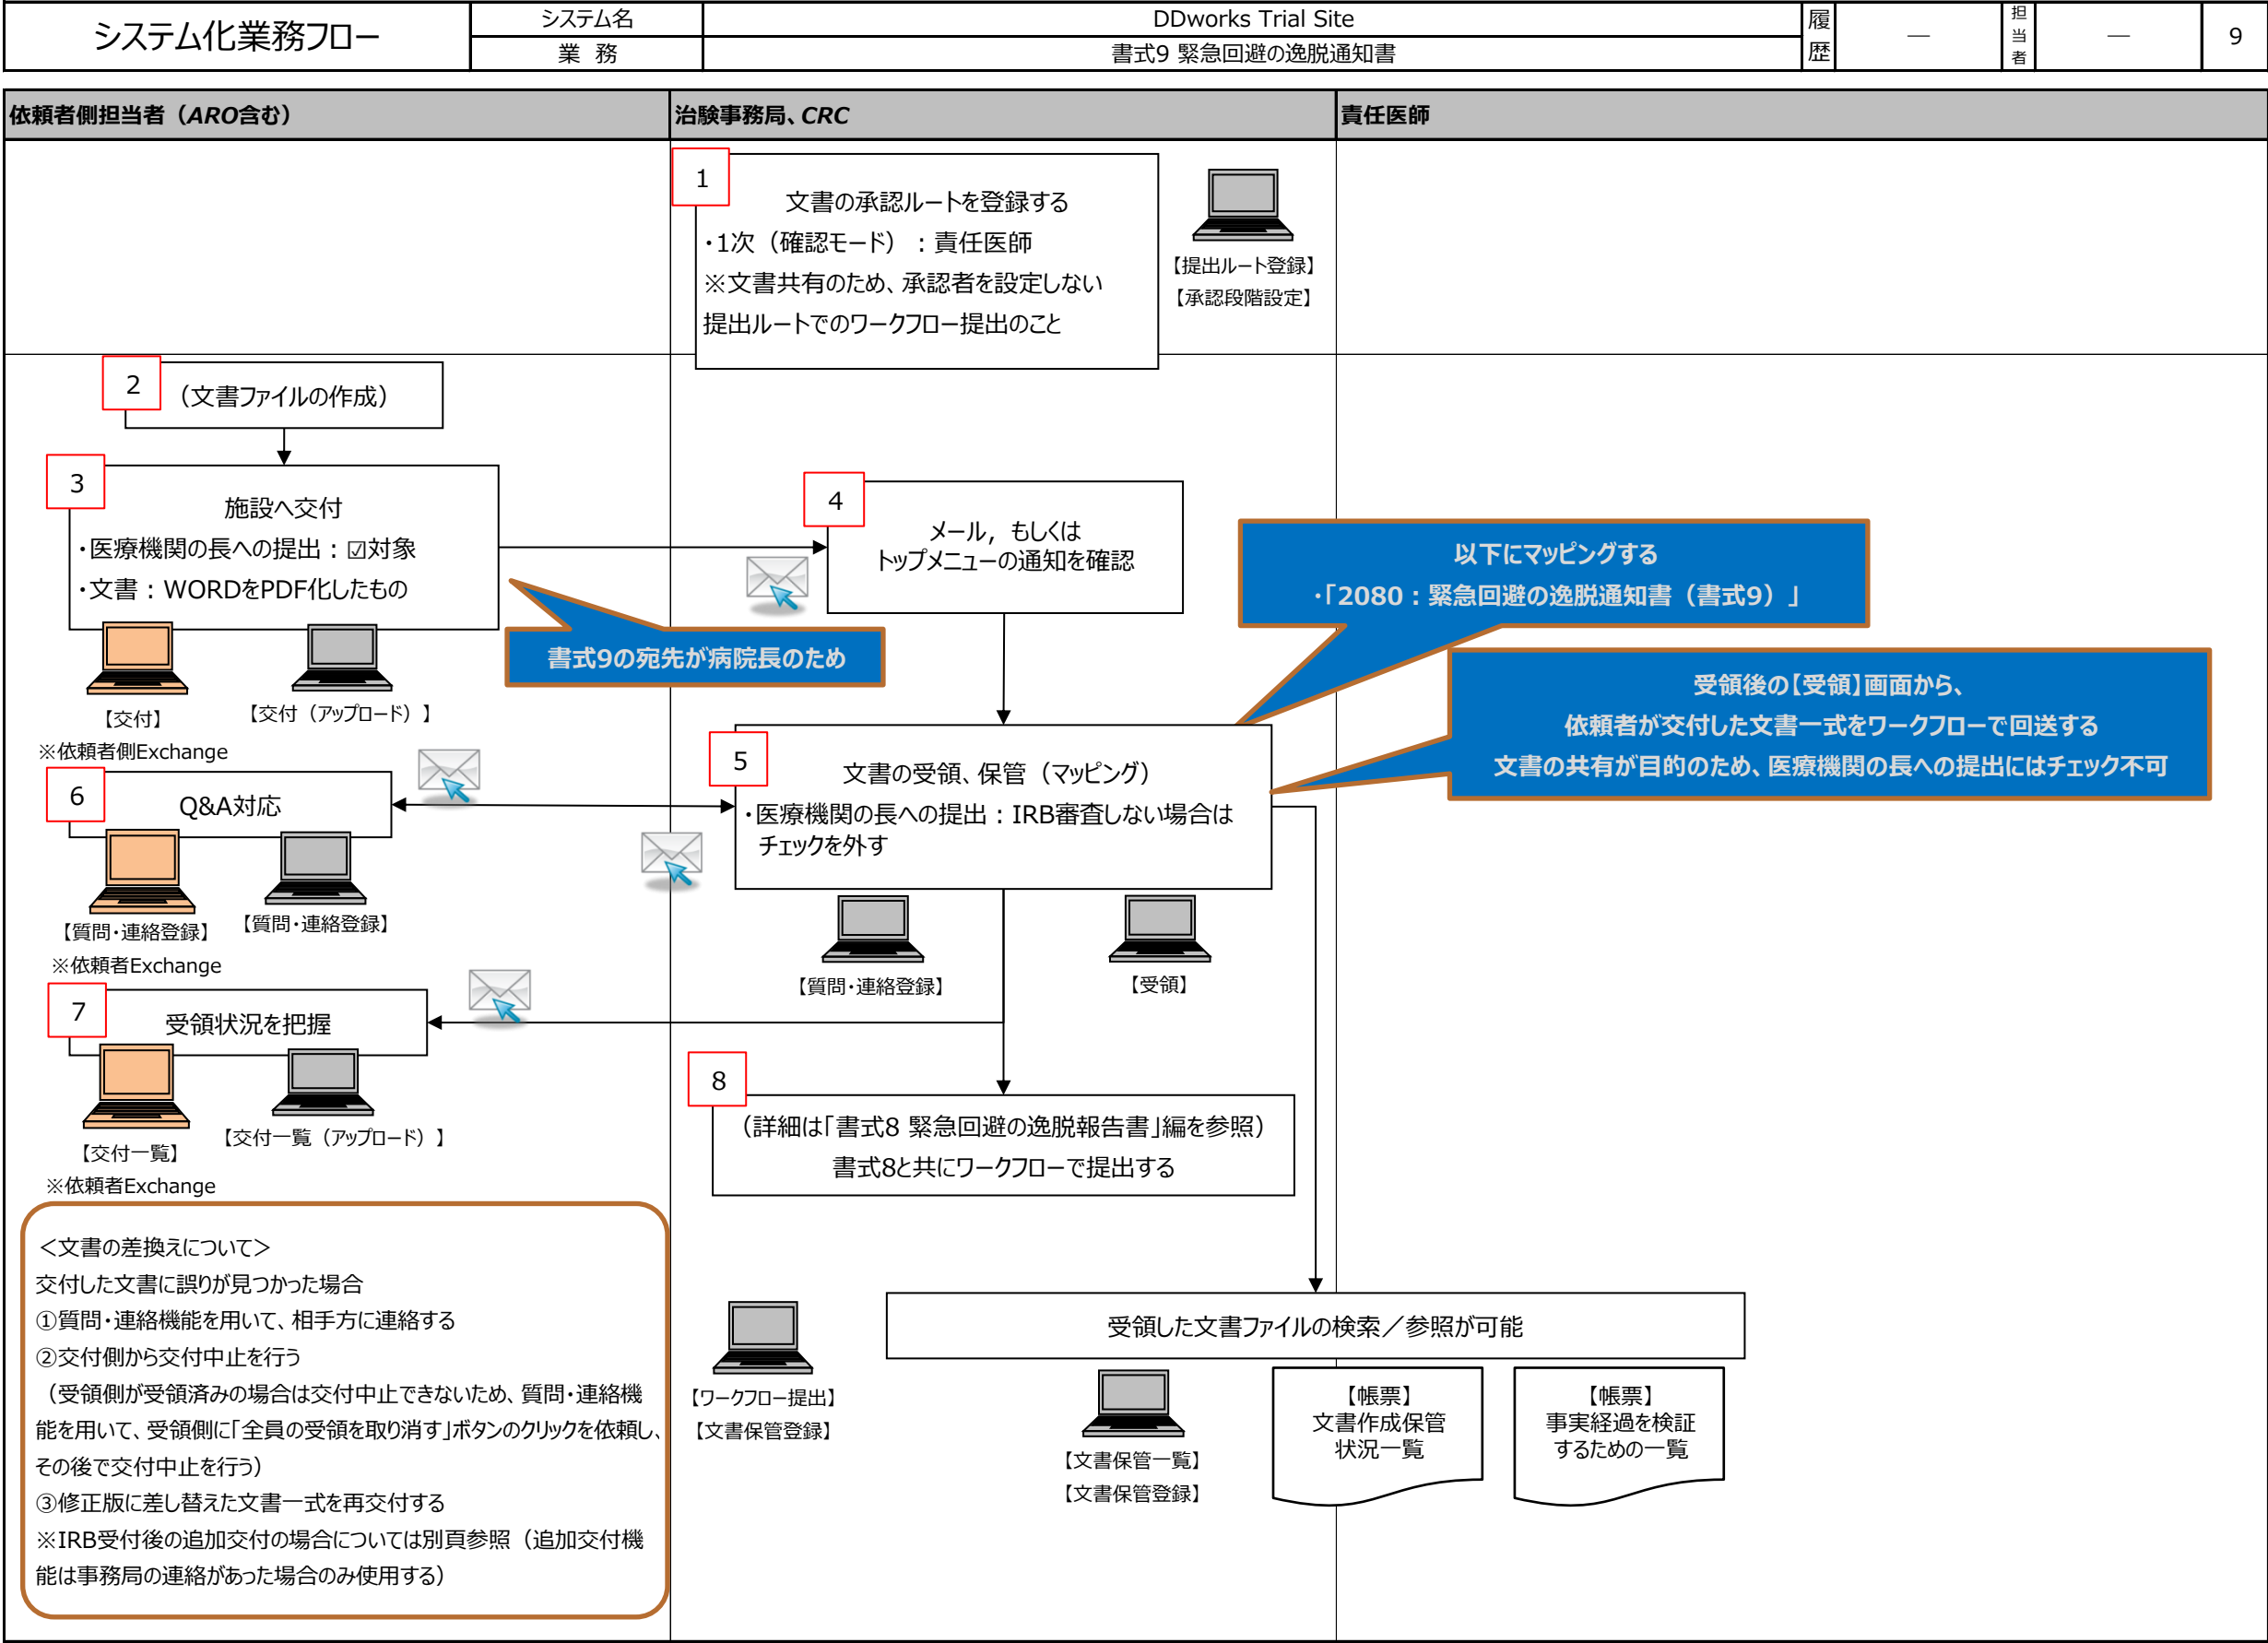 システム化業務フロー
システム名
DDworks Trial Site
業 務
書式9 緊急回避の逸脱通知書
履歴
―
担当者
―
9
依頼者側担当者（ARO含む）
治験事務局、CRC
責任医師
1
文書の承認ルートを登録する
・1次（確認モード）：責任医師
※文書共有のため、承認者を設定しない
提出ルートでのワークフロー提出のこと
【提出ルート登録】
【承認段階設定】
2
（文書ファイルの作成）
3
施設へ交付
・医療機関の長への提出：☑対象
・文書：WORDをPDF化したもの
【交付】
※依頼者側Exchange
【交付（アップロード）】
書式9の宛先が病院長のため
4
メール，もしくは
トップメニューの通知を確認
以下にマッピングする
・「2080：緊急回避の逸脱通知書（書式9）」
受領後の【受領】画面から、
依頼者が交付した文書一式をワークフローで回送する
文書の共有が目的のため、医療機関の長への提出にはチェック不可
5
文書の受領、保管（マッピング）
・医療機関の長への提出：IRB審査しない場合は
チェックを外す
【質問・連絡登録】
【受領】
6
Q&A対応
【質問・連絡登録】
※依頼者Exchange
【質問・連絡登録】
7
受領状況を把握
【交付一覧】
※依頼者Exchange
【交付一覧（アップロード）】
8
（詳細は「書式8 緊急回避の逸脱報告書」編を参照）
書式8と共にワークフローで提出する
【ワークフロー提出】
【文書保管登録】
受領した文書ファイルの検索／参照が可能
【文書保管一覧】
【文書保管登録】
【帳票】
文書作成保管
状況一覧
【帳票】
事実経過を検証
するための一覧
＜文書の差換えについて＞
交付した文書に誤りが見つかった場合
①質問・連絡機能を用いて、相手方に連絡する
②交付側から交付中止を行う
（受領側が受領済みの場合は交付中止できないため、質問・連絡機
能を用いて、受領側に「全員の受領を取り消す」ボタンのクリックを依頼し、
その後で交付中止を行う）
③修正版に差し替えた文書一式を再交付する
※IRB受付後の追加交付の場合については別頁参照（追加交付機
能は事務局の連絡があった場合のみ使用する）